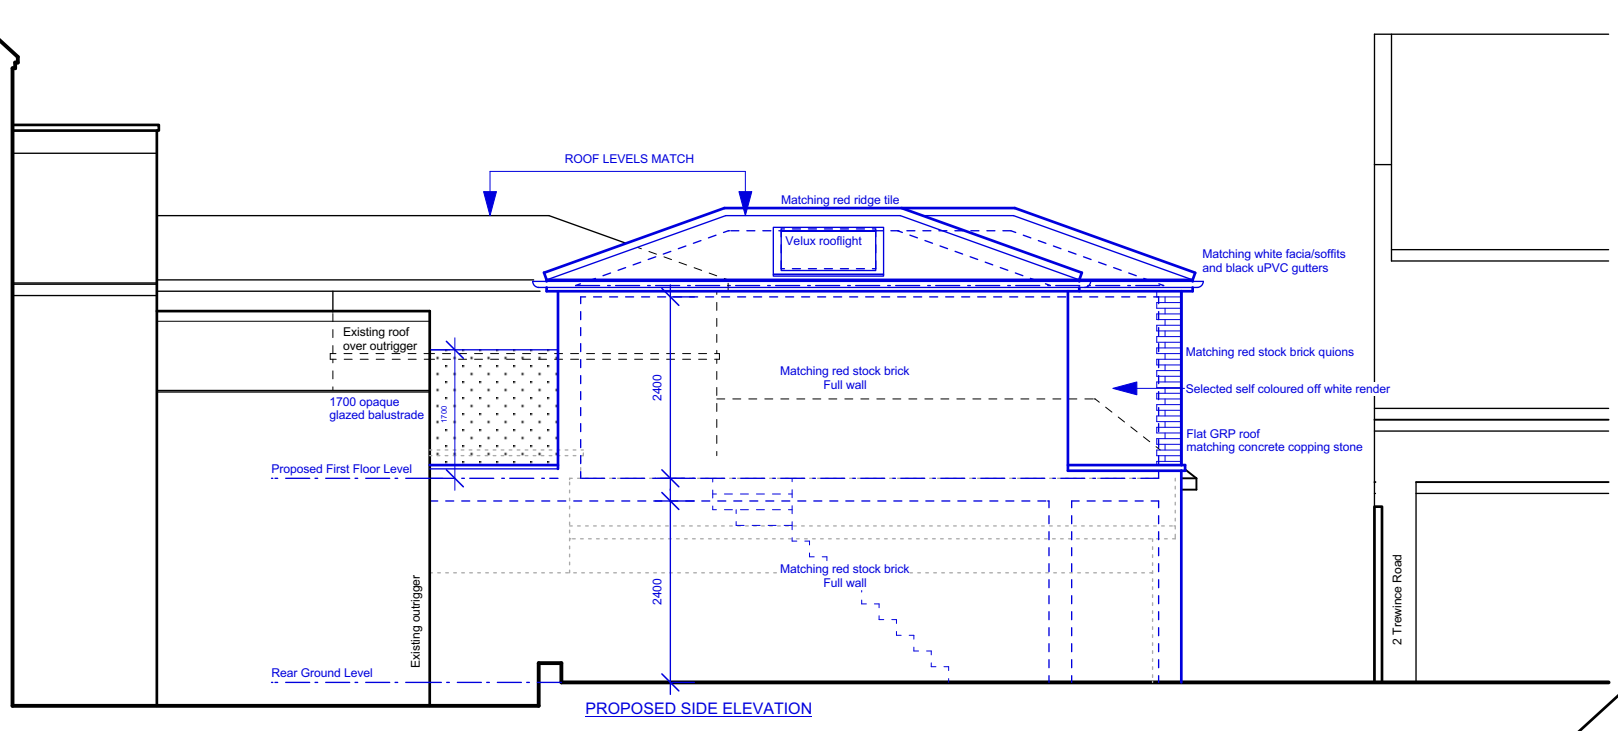 ROOF LEVELS MATCH
Matching red ridge tile
Velux rooflight
Matching white facia/soffits
and black uPVC gutters
Existing roof
over outrigger
Matching red stock brick quions
Matching red stock brick
Full wall
2400
Selected self coloured off white render
1700 opaque
glazed balustrade
1700
Flat GRP roof
matching concrete copping stone
Proposed First Floor Level
Matching red stock brick
Full wall
2400
Existing outrigger
2 Trewince Road
Rear Ground Level
PROPOSED SIDE ELEVATION